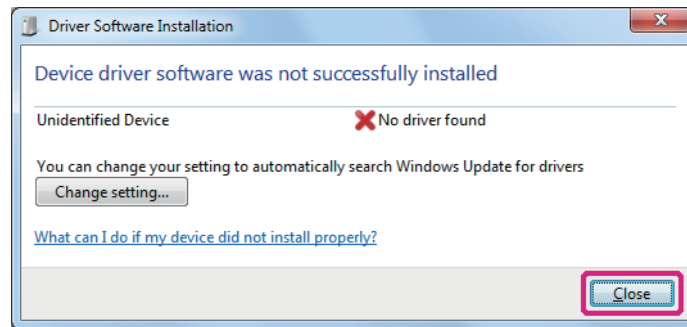 Driver Software Installation
Device driver software was not successfully installed
Unidentified Device No driver found
You can change your setting to automatically search Windows Update for drivers
Change setting...
What can I do if my device did not install properly?
Close